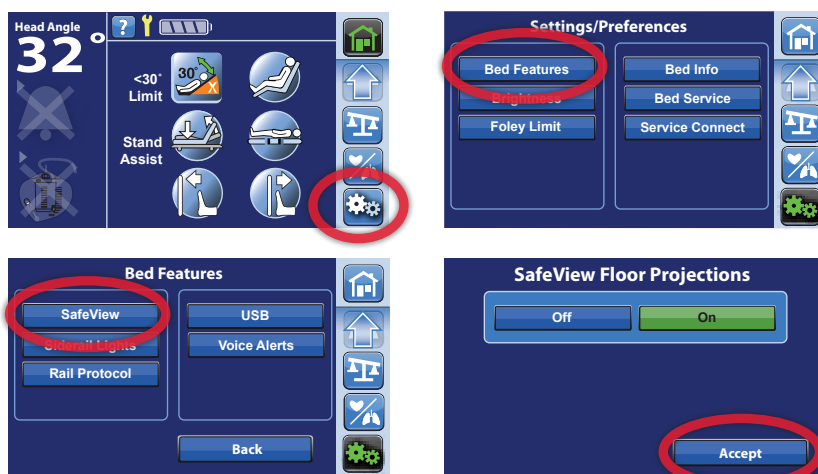 Head Angle
32°
?
<30°
Limit
30°
X
Stand
Assist
Settings/Preferences
Bed Features
Brightness
Foley Limit
Bed Info
Bed Service
Service Connect
Bed Features
SafeView
Siderail Lights
Rail Protocol
USB
Voice Alerts
Back
SafeView Floor Projections
Off
On
Accept